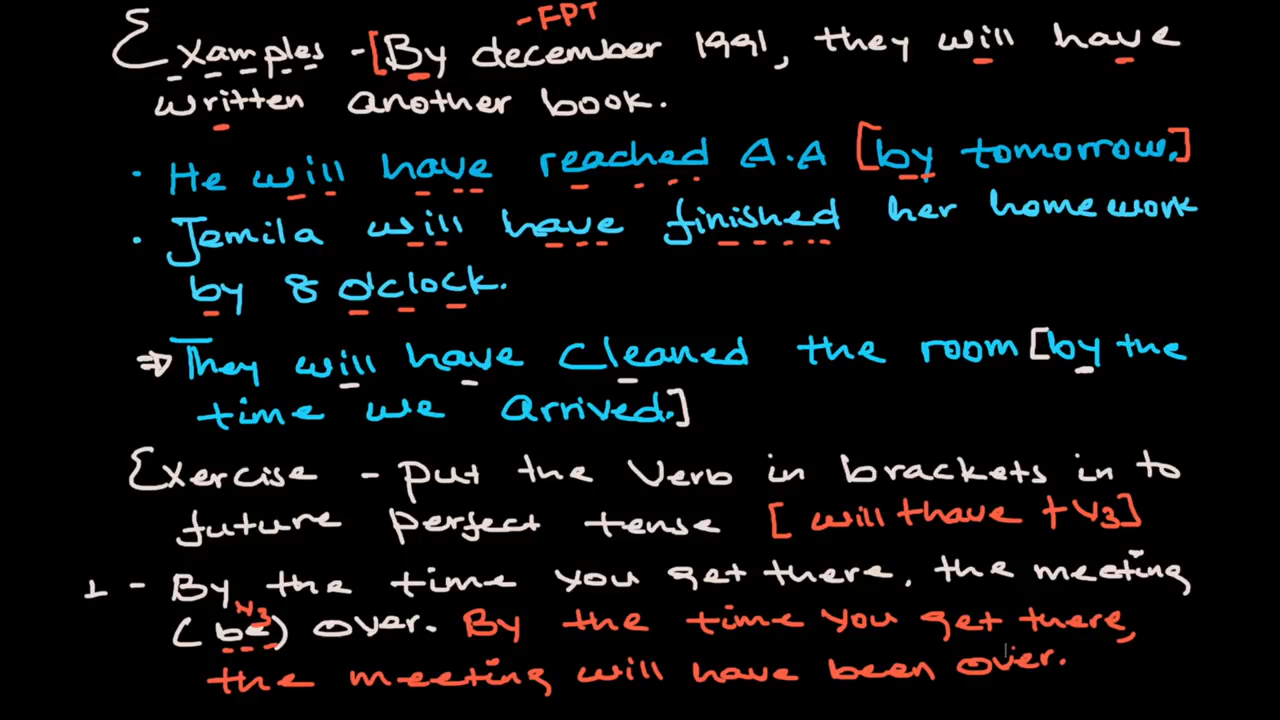 -FPT
Examples - [By december 1991, they will have
written another book.
· He will have reached A.A [by tomorrow.]
· Jemila will have finished her homework
by 8 o'clock.
⇒ They will have cleaned the room [by the
time we arrived.]
Exercise - put the verb in brackets in to
future perfect tense [will + have + V3]
1 - By the time you get there, the meeting
V3
(be) over. By the time you get there,
the meeting will have been over.